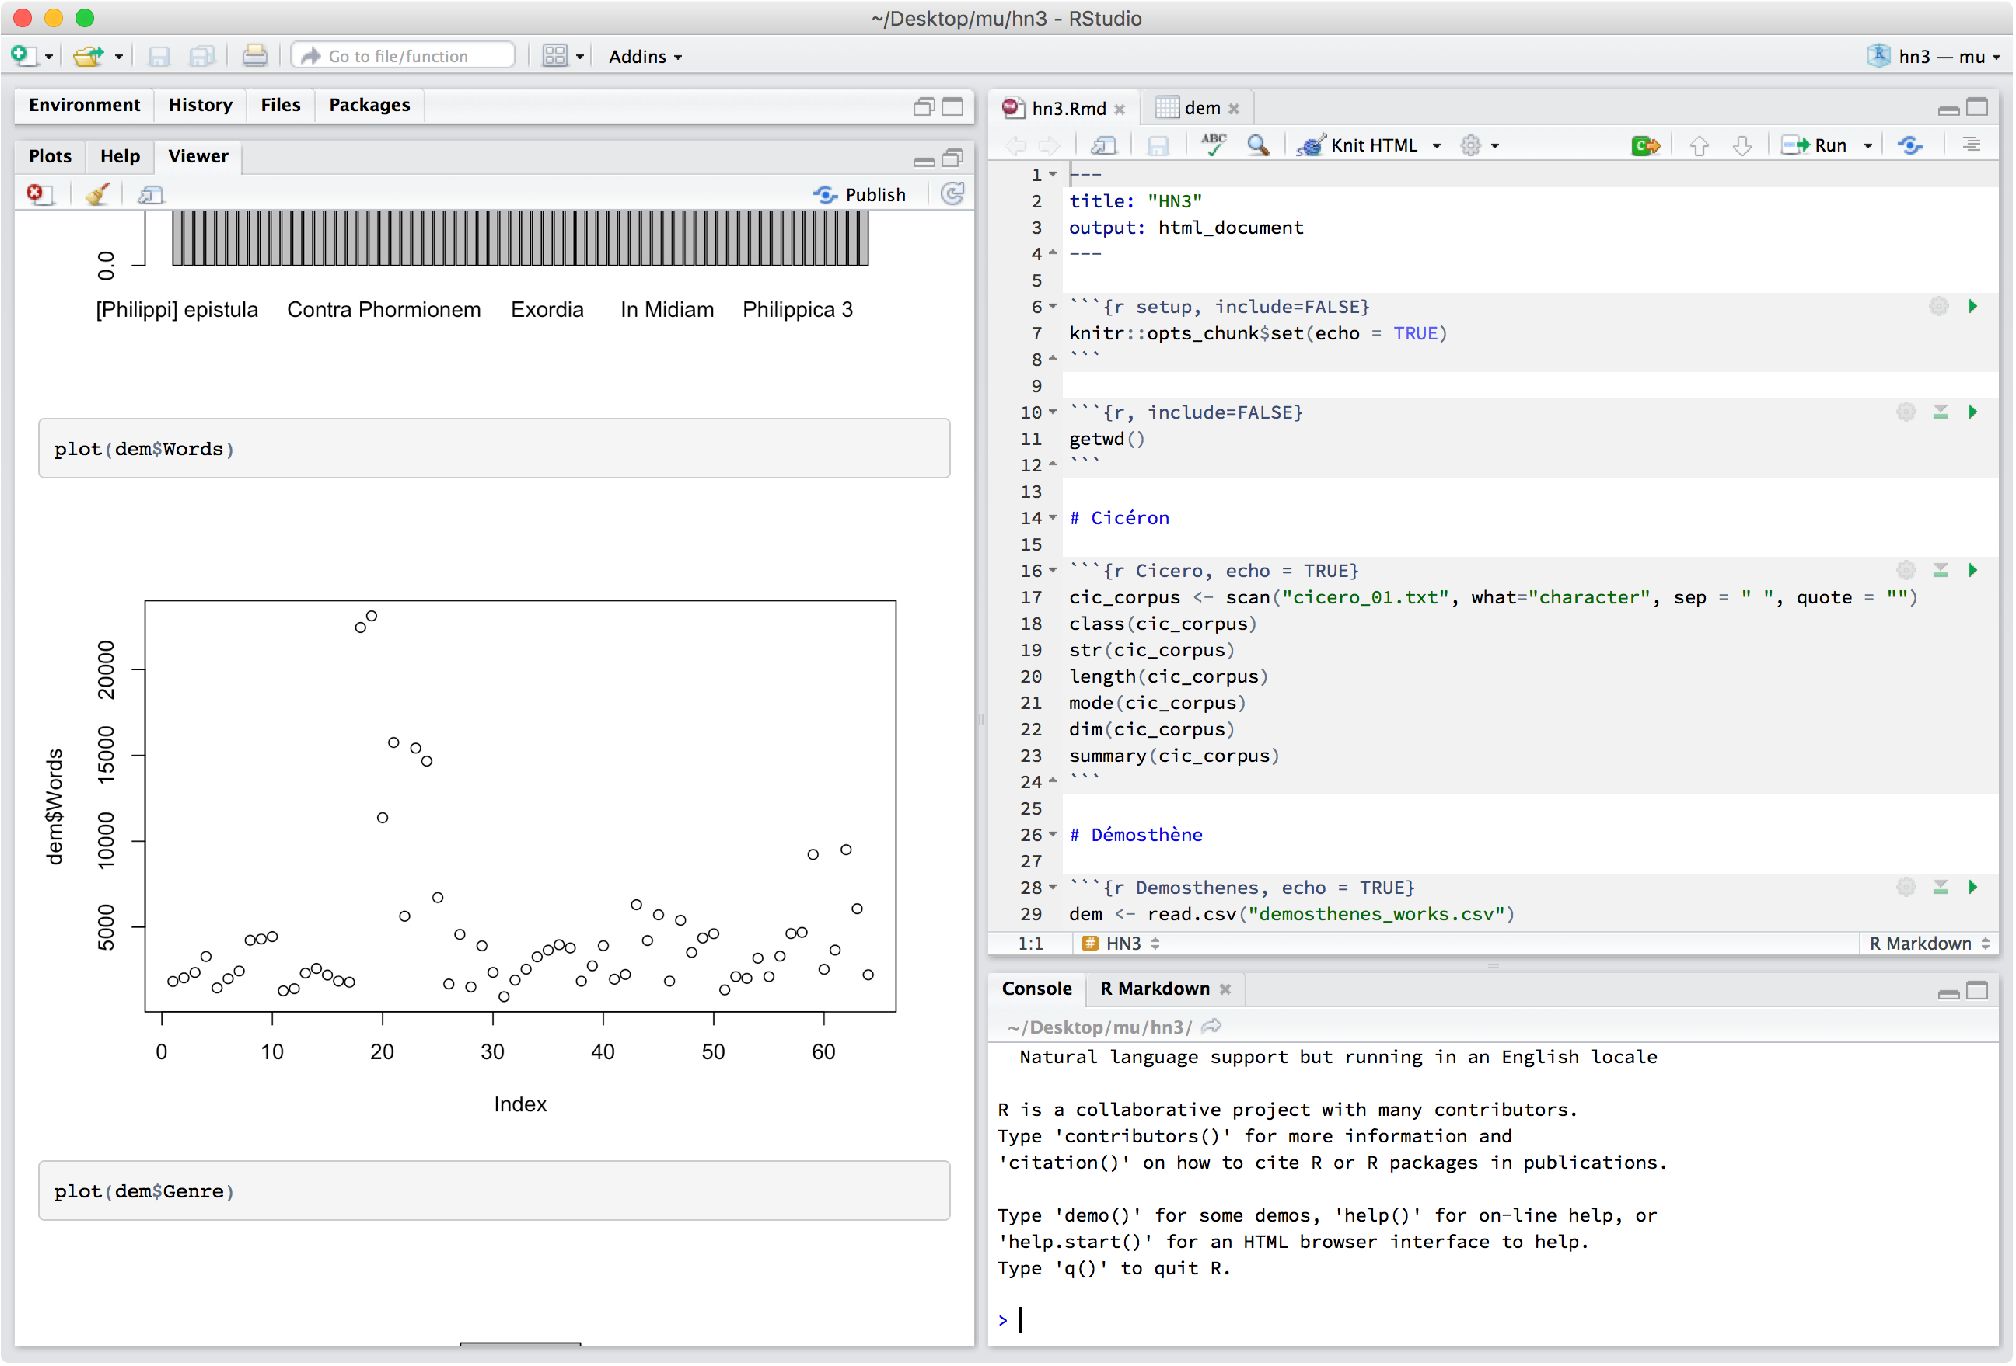 ~/Desktop/mu/hn3 - RStudio
Go to file/function
Addins
hn3 — mu
Environment History Files Packages
Plots Help Viewer
Publish
0.0
[Philippi] epistula Contra Phormionem Exordia In Midiam Philippica 3
plot(dem$Words)
dem$Words
20000
15000
10000
5000
0 10 20 30 40 50 60
Index
plot(dem$Genre)
hn3.Rmd dem
ABC Knit HTML Run
1 ---
2 title: "HN3"
3 output: html_document
4 ---
5
6 ```{r setup, include=FALSE}
7 knitr::opts_chunk$set(echo = TRUE)
8 ```
9
10 ```{r, include=FALSE}
11 getwd()
12 ```
13
14 # Cicéron
15
16 ```{r Cicero, echo = TRUE}
17 cic_corpus <- scan("cicero_01.txt", what="character", sep = " ", quote = "")
18 class(cic_corpus)
19 str(cic_corpus)
20 length(cic_corpus)
21 mode(cic_corpus)
22 dim(cic_corpus)
23 summary(cic_corpus)
24 ```
25
26 # Démosthène
27
28 ```{r Demosthenes, echo = TRUE}
29 dem <- read.csv("demosthenes_works.csv")
1:1 # HN3 R Markdown
Console R Markdown
~/Desktop/mu/hn3/
Natural language support but running in an English locale
R is a collaborative project with many contributors.
Type 'contributors()' for more information and
'citation()' on how to cite R or R packages in publications.
Type 'demo()' for some demos, 'help()' for on-line help, or
'help.start()' for an HTML browser interface to help.
Type 'q()' to quit R.
>